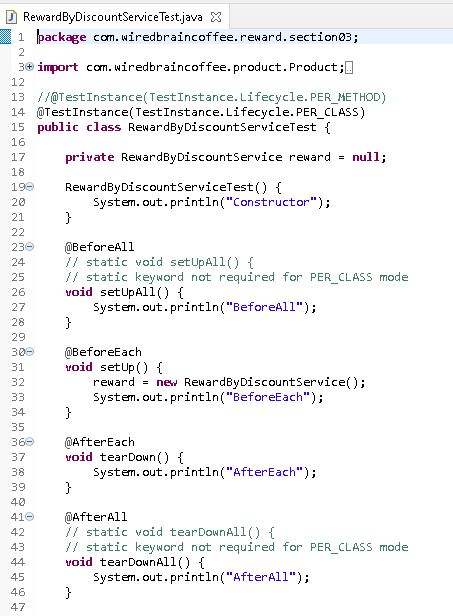 RewardByDiscountServiceTest.java
1 package com.wiredbraincoffee.reward.section03;
2
3 import com.wiredbraincoffee.product.Product;
12
13 //@TestInstance(TestInstance.Lifecycle.PER_METHOD)
14 @TestInstance(TestInstance.Lifecycle.PER_CLASS)
15 public class RewardByDiscountServiceTest {
16
17 private RewardByDiscountService reward = null;
18
19 RewardByDiscountServiceTest() {
20 System.out.println("Constructor");
21 }
22
23 @BeforeAll
24 // static void setUpAll() {
25 // static keyword not required for PER_CLASS mode
26 void setUpAll() {
27 System.out.println("BeforeAll");
28 }
29
30 @BeforeEach
31 void setUp() {
32 reward = new RewardByDiscountService();
33 System.out.println("BeforeEach");
34 }
35
36 @AfterEach
37 void tearDown() {
38 System.out.println("AfterEach");
39 }
40
41 @AfterAll
42 // static void tearDownAll() {
43 // static keyword not required for PER_CLASS mode
44 void tearDownAll() {
45 System.out.println("AfterAll");
46 }
47